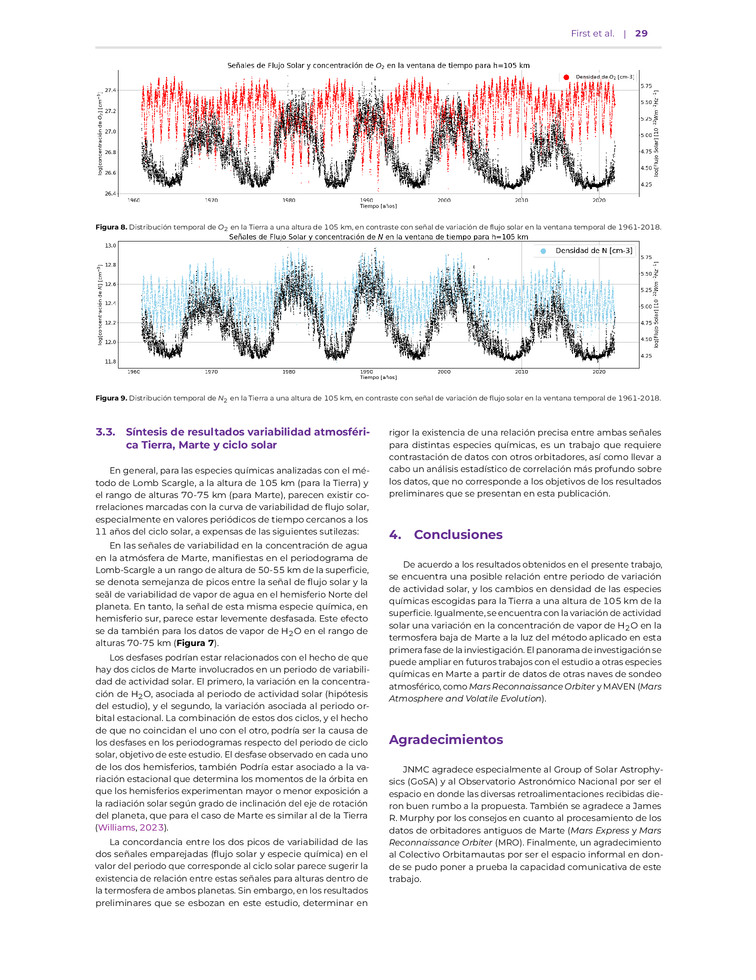 First et al. | 29
Señales de Flujo Solar y concentración de O2 en la ventana de tiempo para h=105 km
Densidad de O2 [cm-3]
27.4
27.2
27.0
26.8
26.6
26.4
log[concentración de O2] [cm⁻³]
5.75
5.50
5.25
5.00
4.75
4.50
4.25
log[Flujo Solar] [10⁻²²Wm⁻²Hz⁻¹]
1960 1970 1980 1990 2000 2010 2020
Tiempo [años]
Figura 8. Distribución temporal de O2 en la Tierra a una altura de 105 km, en contraste con señal de variación de flujo solar en la ventana temporal de 1961-2018.
Señales de Flujo Solar y concentración de N en la ventana de tiempo para h=105 km
Densidad de N [cm-3]
13.0
12.8
12.6
12.4
12.2
12.0
11.8
log[concentración de N] [cm⁻³]
5.75
5.50
5.25
5.00
4.75
4.50
4.25
log[Flujo Solar] [10⁻²²Wm⁻²Hz⁻¹]
1960 1970 1980 1990 2000 2010 2020
Tiempo [años]
Figura 9. Distribución temporal de N2 en la Tierra a una altura de 105 km, en contraste con señal de variación de flujo solar en la ventana temporal de 1961-2018.
3.3. Síntesis de resultados variabilidad atmosféri-
ca Tierra, Marte y ciclo solar
En general, para las especies químicas analizadas con el mé-
todo de Lomb Scargle, a la altura de 105 km (para la Tierra) y
el rango de alturas 70-75 km (para Marte), parecen existir co-
rrelaciones marcadas con la curva de variabilidad de flujo solar,
especialmente en valores periódicos de tiempo cercanos a los
11 años del ciclo solar, a expensas de las siguientes sutilezas:
En las señales de variabilidad en la concentración de agua
en la atmósfera de Marte, manifiestas en el periodograma de
Lomb-Scargle a un rango de altura de 50-55 km de la superficie,
se denota semejanza de picos entre la señal de flujo solar y la
seãl de variabilidad de vapor de agua en el hemisferio Norte del
planeta. En tanto, la señal de esta misma especie química, en
hemisferio sur, parece estar levemente desfasada. Este efecto
se da también para los datos de vapor de H2O en el rango de
alturas 70-75 km (Figura 7).
Los desfases podrían estar relacionados con el hecho de que
hay dos ciclos de Marte involucrados en un periodo de variabili-
dad de actividad solar. El primero, la variación en la concentra-
ción de H2O, asociada al periodo de actividad solar (hipótesis
del estudio), y el segundo, la variación asociada al periodo or-
bital estacional. La combinación de estos dos ciclos, y el hecho
de que no coincidan el uno con el otro, podría ser la causa de
los desfases en los periodogramas respecto del periodo de ciclo
solar, objetivo de este estudio. El desfase observado en cada uno
de los dos hemisferios, también Podría estar asociado a la va-
riación estacional que determina los momentos de la órbita en
que los hemisferios experimentan mayor o menor exposición a
la radiación solar según grado de inclinación del eje de rotación
del planeta, que para el caso de Marte es similar al de la Tierra
(Williams, 2023).
La concordancia entre los dos picos de variabilidad de las
dos señales emparejadas (flujo solar y especie química) en el
valor del periodo que corresponde al ciclo solar parece sugerir la
existencia de relación entre estas señales para alturas dentro de
la termosfera de ambos planetas. Sin embargo, en los resultados
preliminares que se esbozan en este estudio, determinar en
rigor la existencia de una relación precisa entre ambas señales
para distintas especies químicas, es un trabajo que requiere
contrastación de datos con otros orbitadores, así como llevar a
cabo un análisis estadístico de correlación más profundo sobre
los datos, que no corresponde a los objetivos de los resultados
preliminares que se presentan en esta publicación.
4. Conclusiones
De acuerdo a los resultados obtenidos en el presente trabajo,
se encuentra una posible relación entre periodo de variación
de actividad solar, y los cambios en densidad de las especies
químicas escogidas para la Tierra a una altura de 105 km de la
superficie. Igualmente, se encuentra con la variación de actividad
solar una variación en la concentración de vapor de H2O en la
termosfera baja de Marte a la luz del método aplicado en esta
primera fase de la inviestigación. El panorama de investigación se
puede ampliar en futuros trabajos con el estudio a otras especies
químicas en Marte a partir de datos de otras naves de sondeo
atmosférico, como Mars Reconnaissance Orbiter y MAVEN (Mars
Atmosphere and Volatile Evolution).
Agradecimientos
JNMC agradece especialmente al Group of Solar Astrophy-
sics (GoSA) y al Observatorio Astronómico Nacional por ser el
espacio en donde las diversas retroalimentaciones recibidas die-
ron buen rumbo a la propuesta. También se agradece a James
R. Murphy por los consejos en cuanto al procesamiento de los
datos de orbitadores antiguos de Marte (Mars Express y Mars
Reconnaissance Orbiter (MRO). Finalmente, un agradecimiento
al Colectivo Orbitamautas por ser el espacio informal en don-
de se pudo poner a prueba la capacidad comunicativa de este
trabajo.